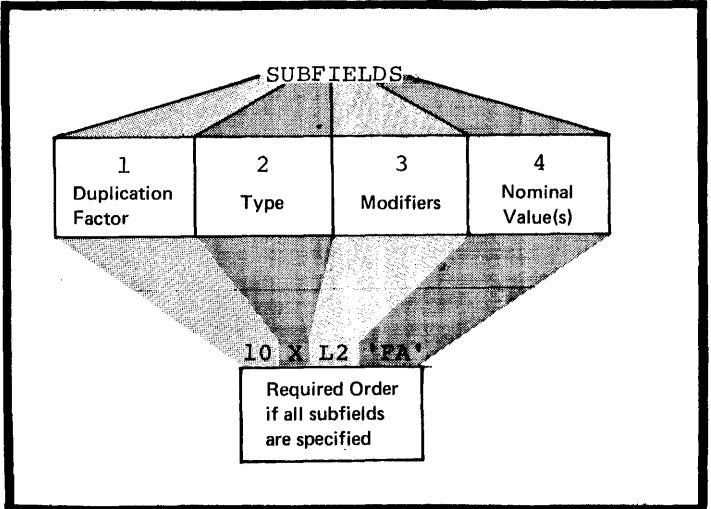 SUBFIELDS
1
Duplication
Factor
2
Type
3
Modifiers
4
Nominal
Value(s)
10 X L2 'FA'
Required Order
if all subfields
are specified